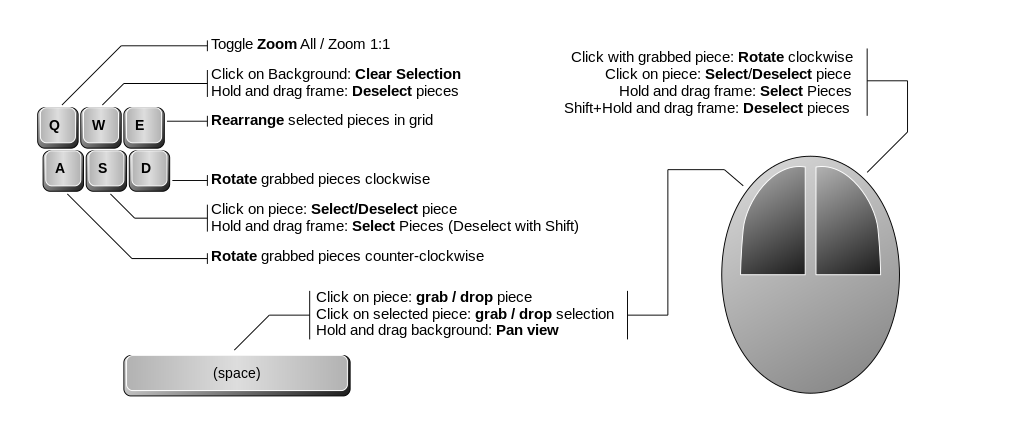 Toggle Zoom All / Zoom 1:1
Click on Background: Clear Selection
Hold and drag frame: Deselect pieces
Rearrange selected pieces in grid
Q W E
A S D
Rotate grabbed pieces clockwise
Click on piece: Select/Deselect piece
Hold and drag frame: Select Pieces (Deselect with Shift)
Rotate grabbed pieces counter-clockwise
Click with grabbed piece: Rotate clockwise
Click on piece: Select/Deselect piece
Hold and drag frame: Select Pieces
Shift+Hold and drag frame: Deselect pieces
Click on piece: grab / drop piece
Click on selected piece: grab / drop selection
Hold and drag background: Pan view
(space)